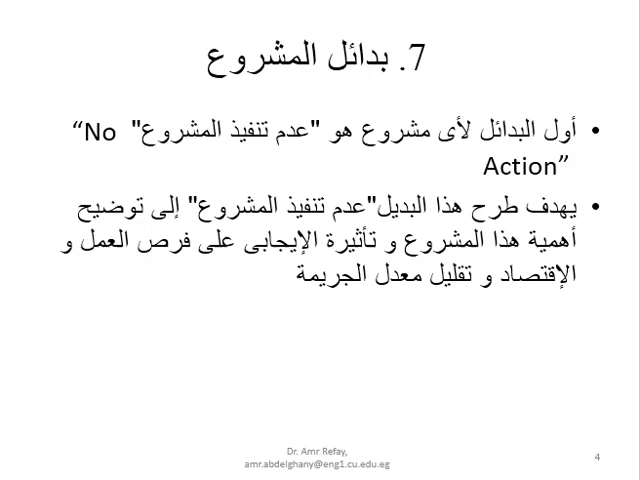 7. بدائل المشروع
• أول البدائل لأى مشروع هو "عدم تنفيذ المشروع" “No
Action”
• يهدف طرح هذا البديل"عدم تنفيذ المشروع" إلى توضيح
أهمية هذا المشروع و تأثيرة الإيجابى على فرص العمل و
الإقتصاد و تقليل معدل الجريمة
Dr. Amr Refay,
amr.abdelghany@eng1.cu.edu.eg
4